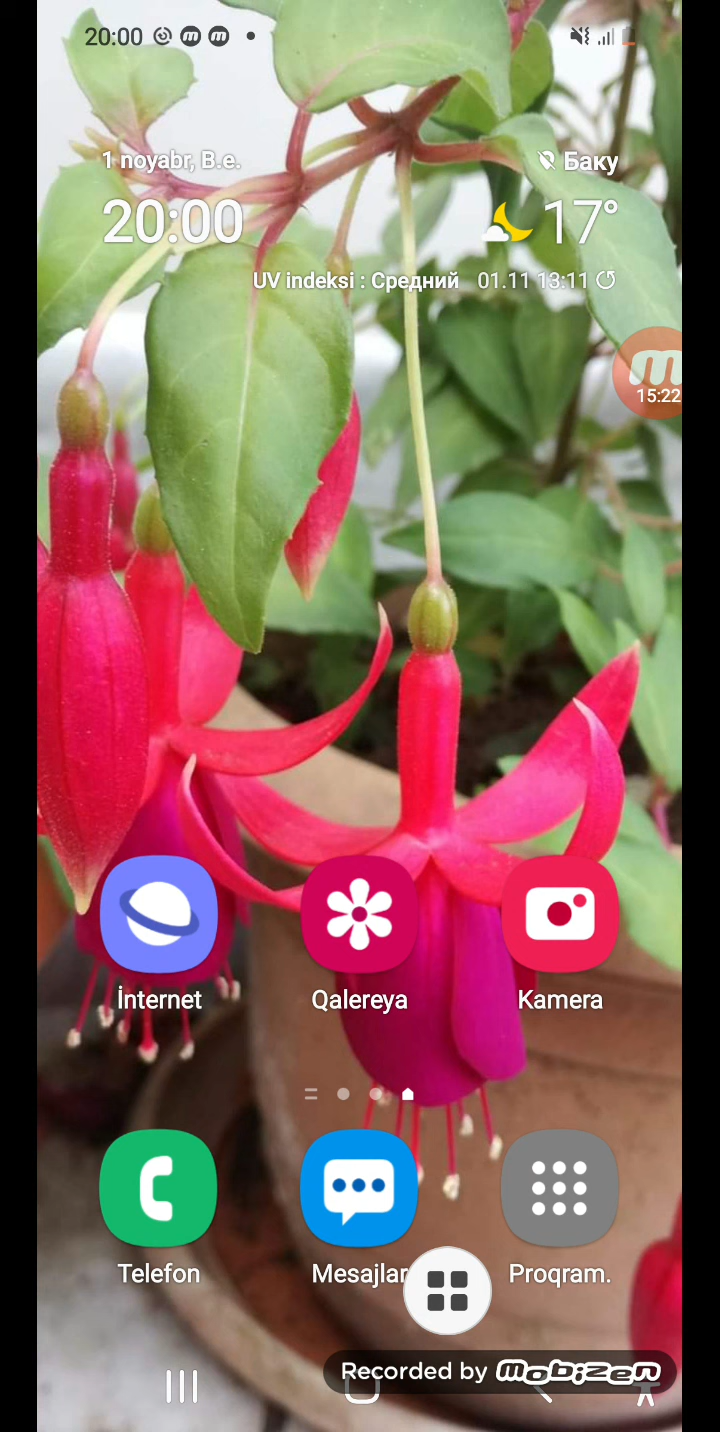 20:00
1 noyabr, B.e.
Баку
20:00
17°
UV indeksi : Средний 01.11 13:11
m
15:22
İnternet
Qalereya
Kamera
Telefon
Mesajlar
Proqram.
Recorded by mobizen